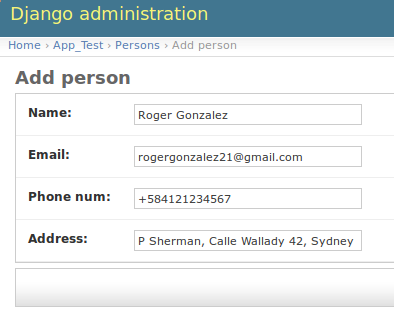 Django administration
Home › App_Test › Persons › Add person
Add person
Name: Roger Gonzalez
Email: rogergonzalez21@gmail.com
Phone num: +584121234567
Address: P Sherman, Calle Wallady 42, Sydney